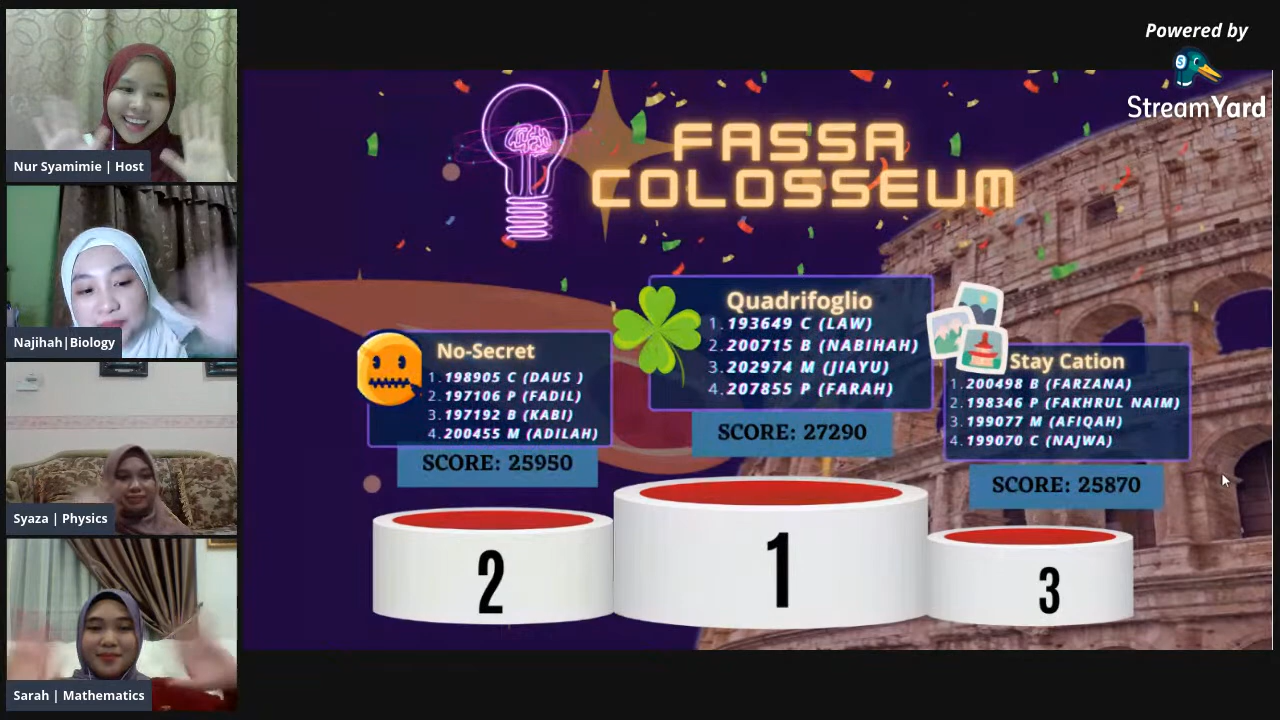 Powered by
StreamYard
Nur Syamimie | Host
Najihah|Biology
Syaza | Physics
Sarah | Mathematics
FASSA
COLOSSEUM
No-Secret
1. 198905 C (DAUS )
2. 197106 P (FADIL)
3. 197192 B (KABI)
4. 200455 M (ADILAH)
SCORE: 25950
2
Quadrifoglio
1. 193649 C (LAW)
2. 200715 B (NABIHAH)
3. 202974 M (JIAYU)
4. 207855 P (FARAH)
SCORE: 27290
1
Stay Cation
1. 200498 B (FARZANA)
2. 198346 P (FAKHRUL NAIM)
3. 199077 M (AFIQAH)
4. 199070 C (NAJWA)
SCORE: 25870
3